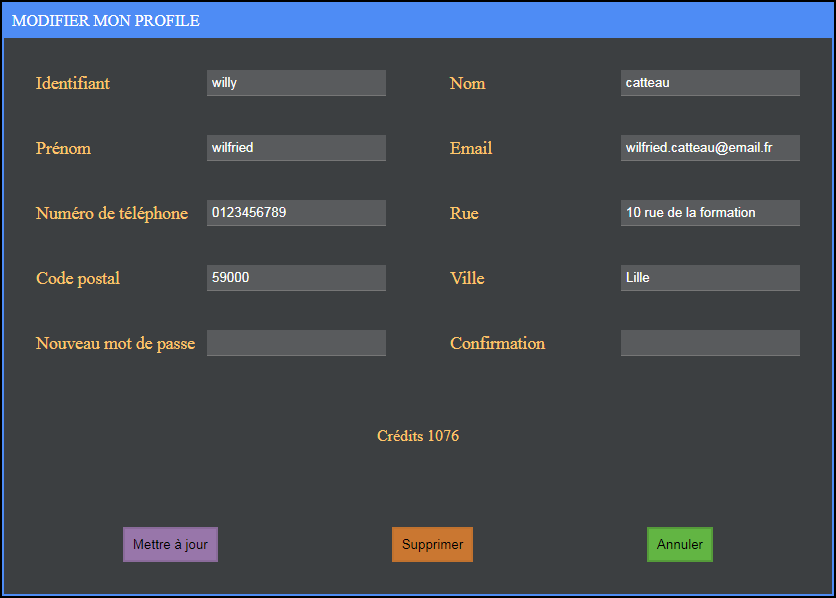 MODIFIER MON PROFILE
Identifiant willy Nom catteau
Prénom wilfried Email wilfried.catteau@email.fr
Numéro de téléphone 0123456789 Rue 10 rue de la formation
Code postal 59000 Ville Lille
Nouveau mot de passe Confirmation
Crédits 1076
Mettre à jour Supprimer Annuler